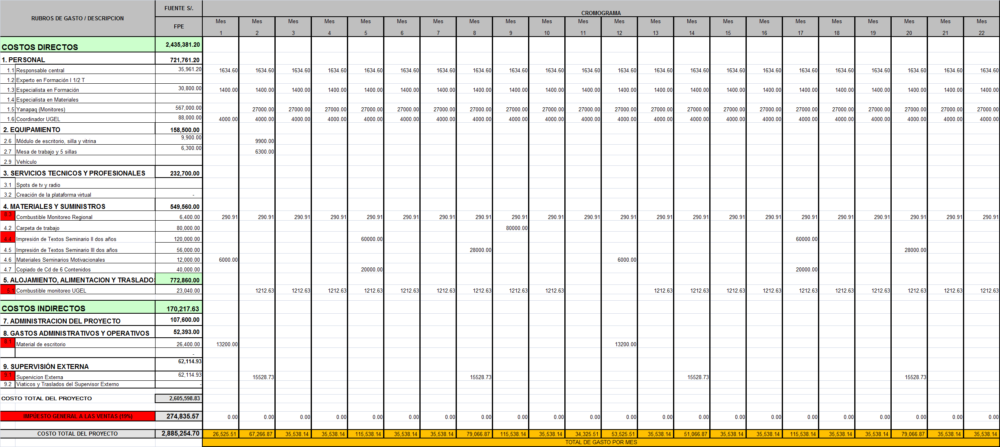 RUBROS DE GASTO / DESCRIPCION FUENTE S/. CROMOGRAMA
FPE Mes 1 Mes 2 Mes 3 Mes 4 Mes 5 Mes 6 Mes 7 Mes 8 Mes 9 Mes 10 Mes 11 Mes 12 Mes 13 Mes 14 Mes 15 Mes 16 Mes 17 Mes 18 Mes 19 Mes 20 Mes 21 Mes 22
COSTOS DIRECTOS 2,435,381.20
1. PERSONAL 721,761.20
1.1 Responsable central 35,961.20 1634.60 1634.60 1634.60 1634.60 1634.60 1634.60 1634.60 1634.60 1634.60 1634.60 1634.60 1634.60 1634.60 1634.60 1634.60 1634.60 1634.60 1634.60 1634.60 1634.60 1634.60 1634.60
1.2 Experto en Formación I 1/2 T
1.3 Especialista en Formación 30,800.00 1400.00 1400.00 1400.00 1400.00 1400.00 1400.00 1400.00 1400.00 1400.00 1400.00 1400.00 1400.00 1400.00 1400.00 1400.00 1400.00 1400.00 1400.00 1400.00 1400.00 1400.00 1400.00
1.4 Especialista en Materiales
1.5 Yanapaq (Monitores) 567,000.00 27000.00 27000.00 27000.00 27000.00 27000.00 27000.00 27000.00 27000.00 27000.00 27000.00 27000.00 27000.00 27000.00 27000.00 27000.00 27000.00 27000.00 27000.00 27000.00 27000.00 27000.00
1.6 Coordinador UGEL 88,000.00 4000.00 4000.00 4000.00 4000.00 4000.00 4000.00 4000.00 4000.00 4000.00 4000.00 4000.00 4000.00 4000.00 4000.00 4000.00 4000.00 4000.00 4000.00 4000.00 4000.00 4000.00 4000.00
2. EQUIPAMIENTO 158,500.00
2.6 Módulo de escritorio, silla y vitrina 9,900.00 9900.00
2.7 Mesa de trabajo y 5 sillas 6,300.00 6300.00
2.9 Vehículo
3. SERVICIOS TECNICOS Y PROFESIONALES 232,700.00
3.1 Spots de tv y radio
3.2 Creación de la plataforma virtual -
4. MATERIALES Y SUMINISTROS 549,560.00
8.3 Combustible Monitoreo Regional 6,400.00 290.91 290.91 290.91 290.91 290.91 290.91 290.91 290.91 290.91 290.91 290.91 290.91 290.91 290.91 290.91 290.91 290.91 290.91 290.91 290.91 290.91 290.91
4.2 Carpeta de trabajo 80,000.00 80000.00
4.4 Impresión de Textos Seminario II dos años 120,000.00 60000.00 60000.00
4.5 Impresión de Textos Seminario III dos años 56,000.00 28000.00 28000.00
4.6 Materiales Seminarios Motivacionales 12,000.00 6000.00 6000.00
4.7 Copiado de Cd de 6 Contenidos 40,000.00 20000.00 20000.00
5. ALOJAMIENTO, ALIMENTACION Y TRASLADOS 772,860.00
5.1 Combustible monitoreo UGEL 23,040.00 1212.63 1212.63 1212.63 1212.63 1212.63 1212.63 1212.63 1212.63 1212.63 1212.63 1212.63 1212.63 1212.63 1212.63 1212.63 1212.63 1212.63 1212.63 1212.63
COSTOS INDIRECTOS 170,217.63
7. ADMINISTRACION DEL PROYECTO 107,600.00
8. GASTOS ADMINISTRATIVOS Y OPERATIVOS 52,393.00
8.1 Material de escritorio 26,400.00 13200.00 13200.00
-
9. SUPERVISIÓN EXTERNA 62,114.93
9.1 Supervicion Externa 62,114.93 15528.73 15528.73 15528.73 15528.73
9.2 Viaticos y Traslados del Supervisor Externo -
COSTO TOTAL DEL PROYECTO 2,605,598.83
IMPÚESTO GENERAL A LAS VENTAS (19%) 274,835.57 0.00 0.00 0.00 0.00 0.00 0.00 0.00 0.00 0.00 0.00 0.00 0.00 0.00 0.00 0.00 0.00 0.00 0.00 0.00 0.00 0.00 0.00
COSTO TOTAL DEL PROYECTO 2,885,254.70 26,525.51 67,266.87 35,538.14 35,538.14 115,538.14 35,538.14 35,538.14 79,066.87 115,538.14 35,538.14 34,325.51 53,525.51 35,538.14 51,066.87 35,538.14 35,538.14 115,538.14 35,538.14 35,538.14 79,066.87 35,538.14 35,538.14
TOTAL DE GASTO POR MES